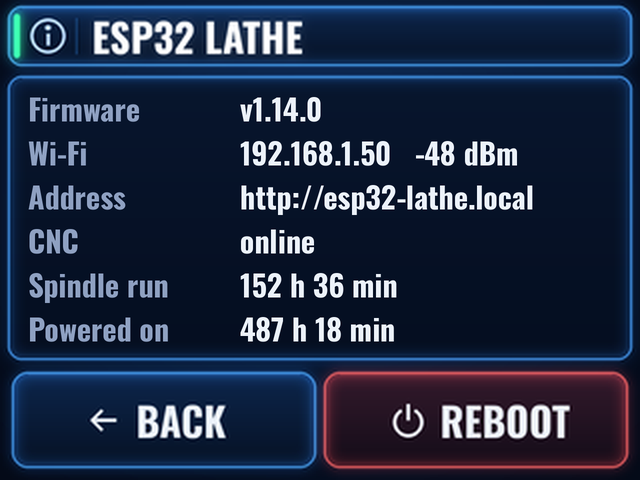 ESP32 LATHE
Firmware v1.14.0
Wi-Fi 192.168.1.50 -48 dBm
Address http://esp32-lathe.local
CNC online
Spindle run 152 h 36 min
Powered on 487 h 18 min
BACK
REBOOT